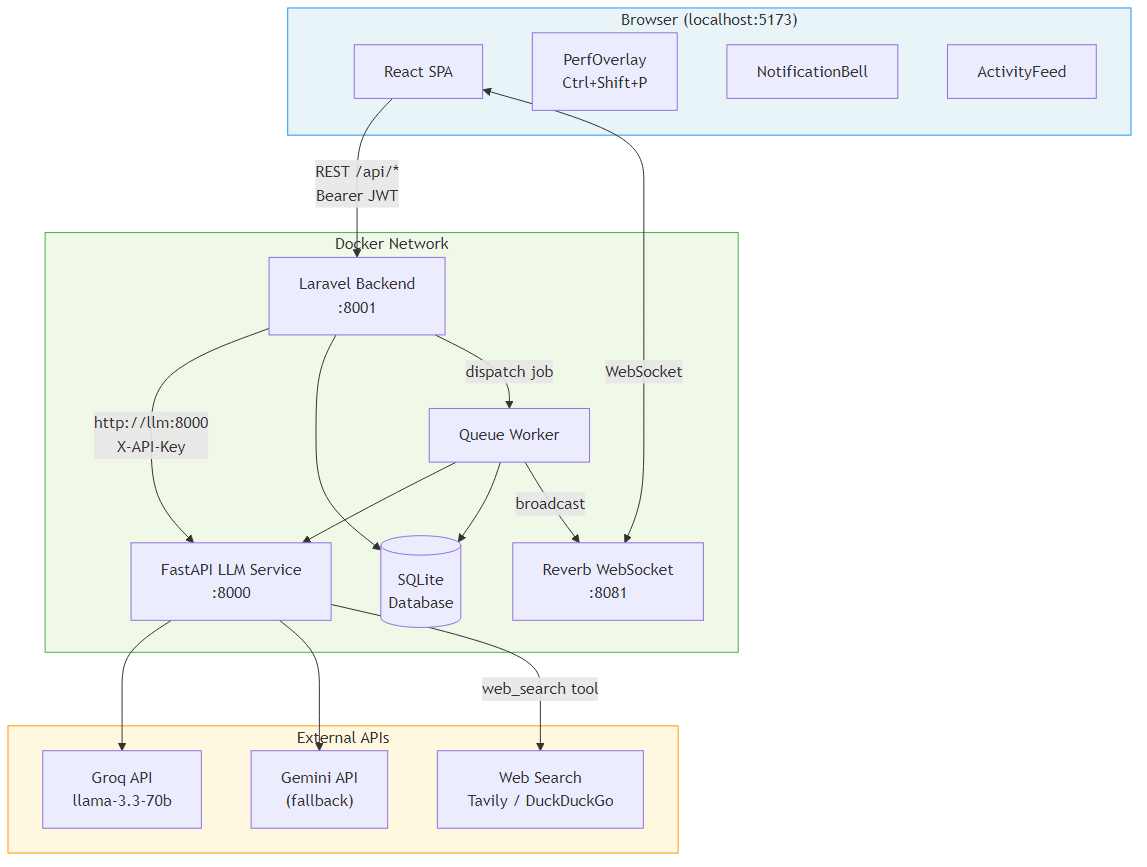 Browser (localhost:5173)
React SPA
PerfOverlay
Ctrl+Shift+P
NotificationBell
ActivityFeed
REST /api/*
Bearer JWT
Docker Network
Laravel Backend
:8001
dispatch job
WebSocket
http://llm:8000
X-API-Key
Queue Worker
broadcast
FastAPI LLM Service
:8000
SQLite
Database
Reverb WebSocket
:8081
web_search tool
External APIs
Groq API
llama-3.3-70b
Gemini API
(fallback)
Web Search
Tavily / DuckDuckGo